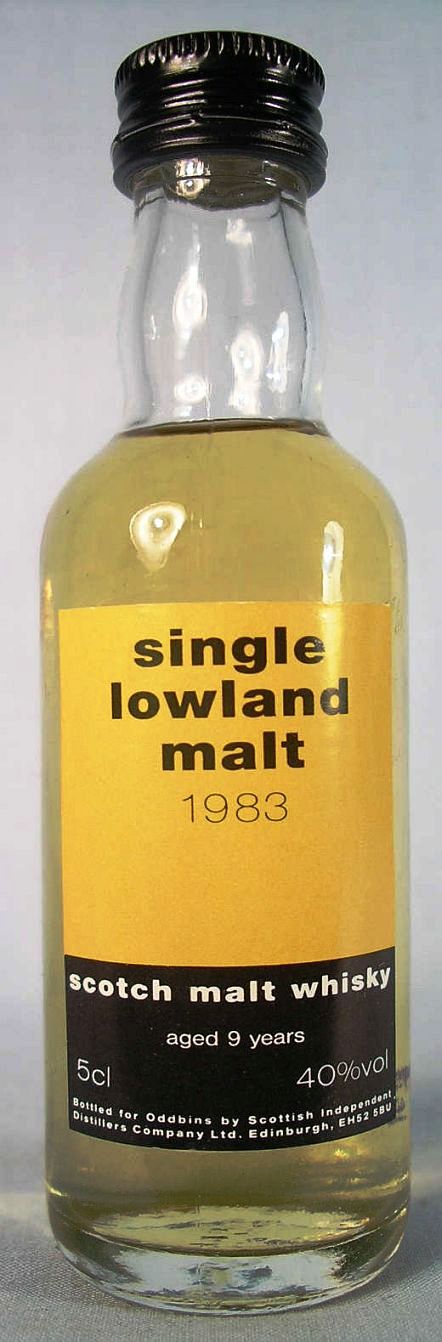 single
lowland
malt
1983
scotch malt whisky
aged 9 years
5cl 40%vol
Bottled for Oddbins by Scottish Independent
Distillers Company Ltd. Edinburgh, EH52 5BU